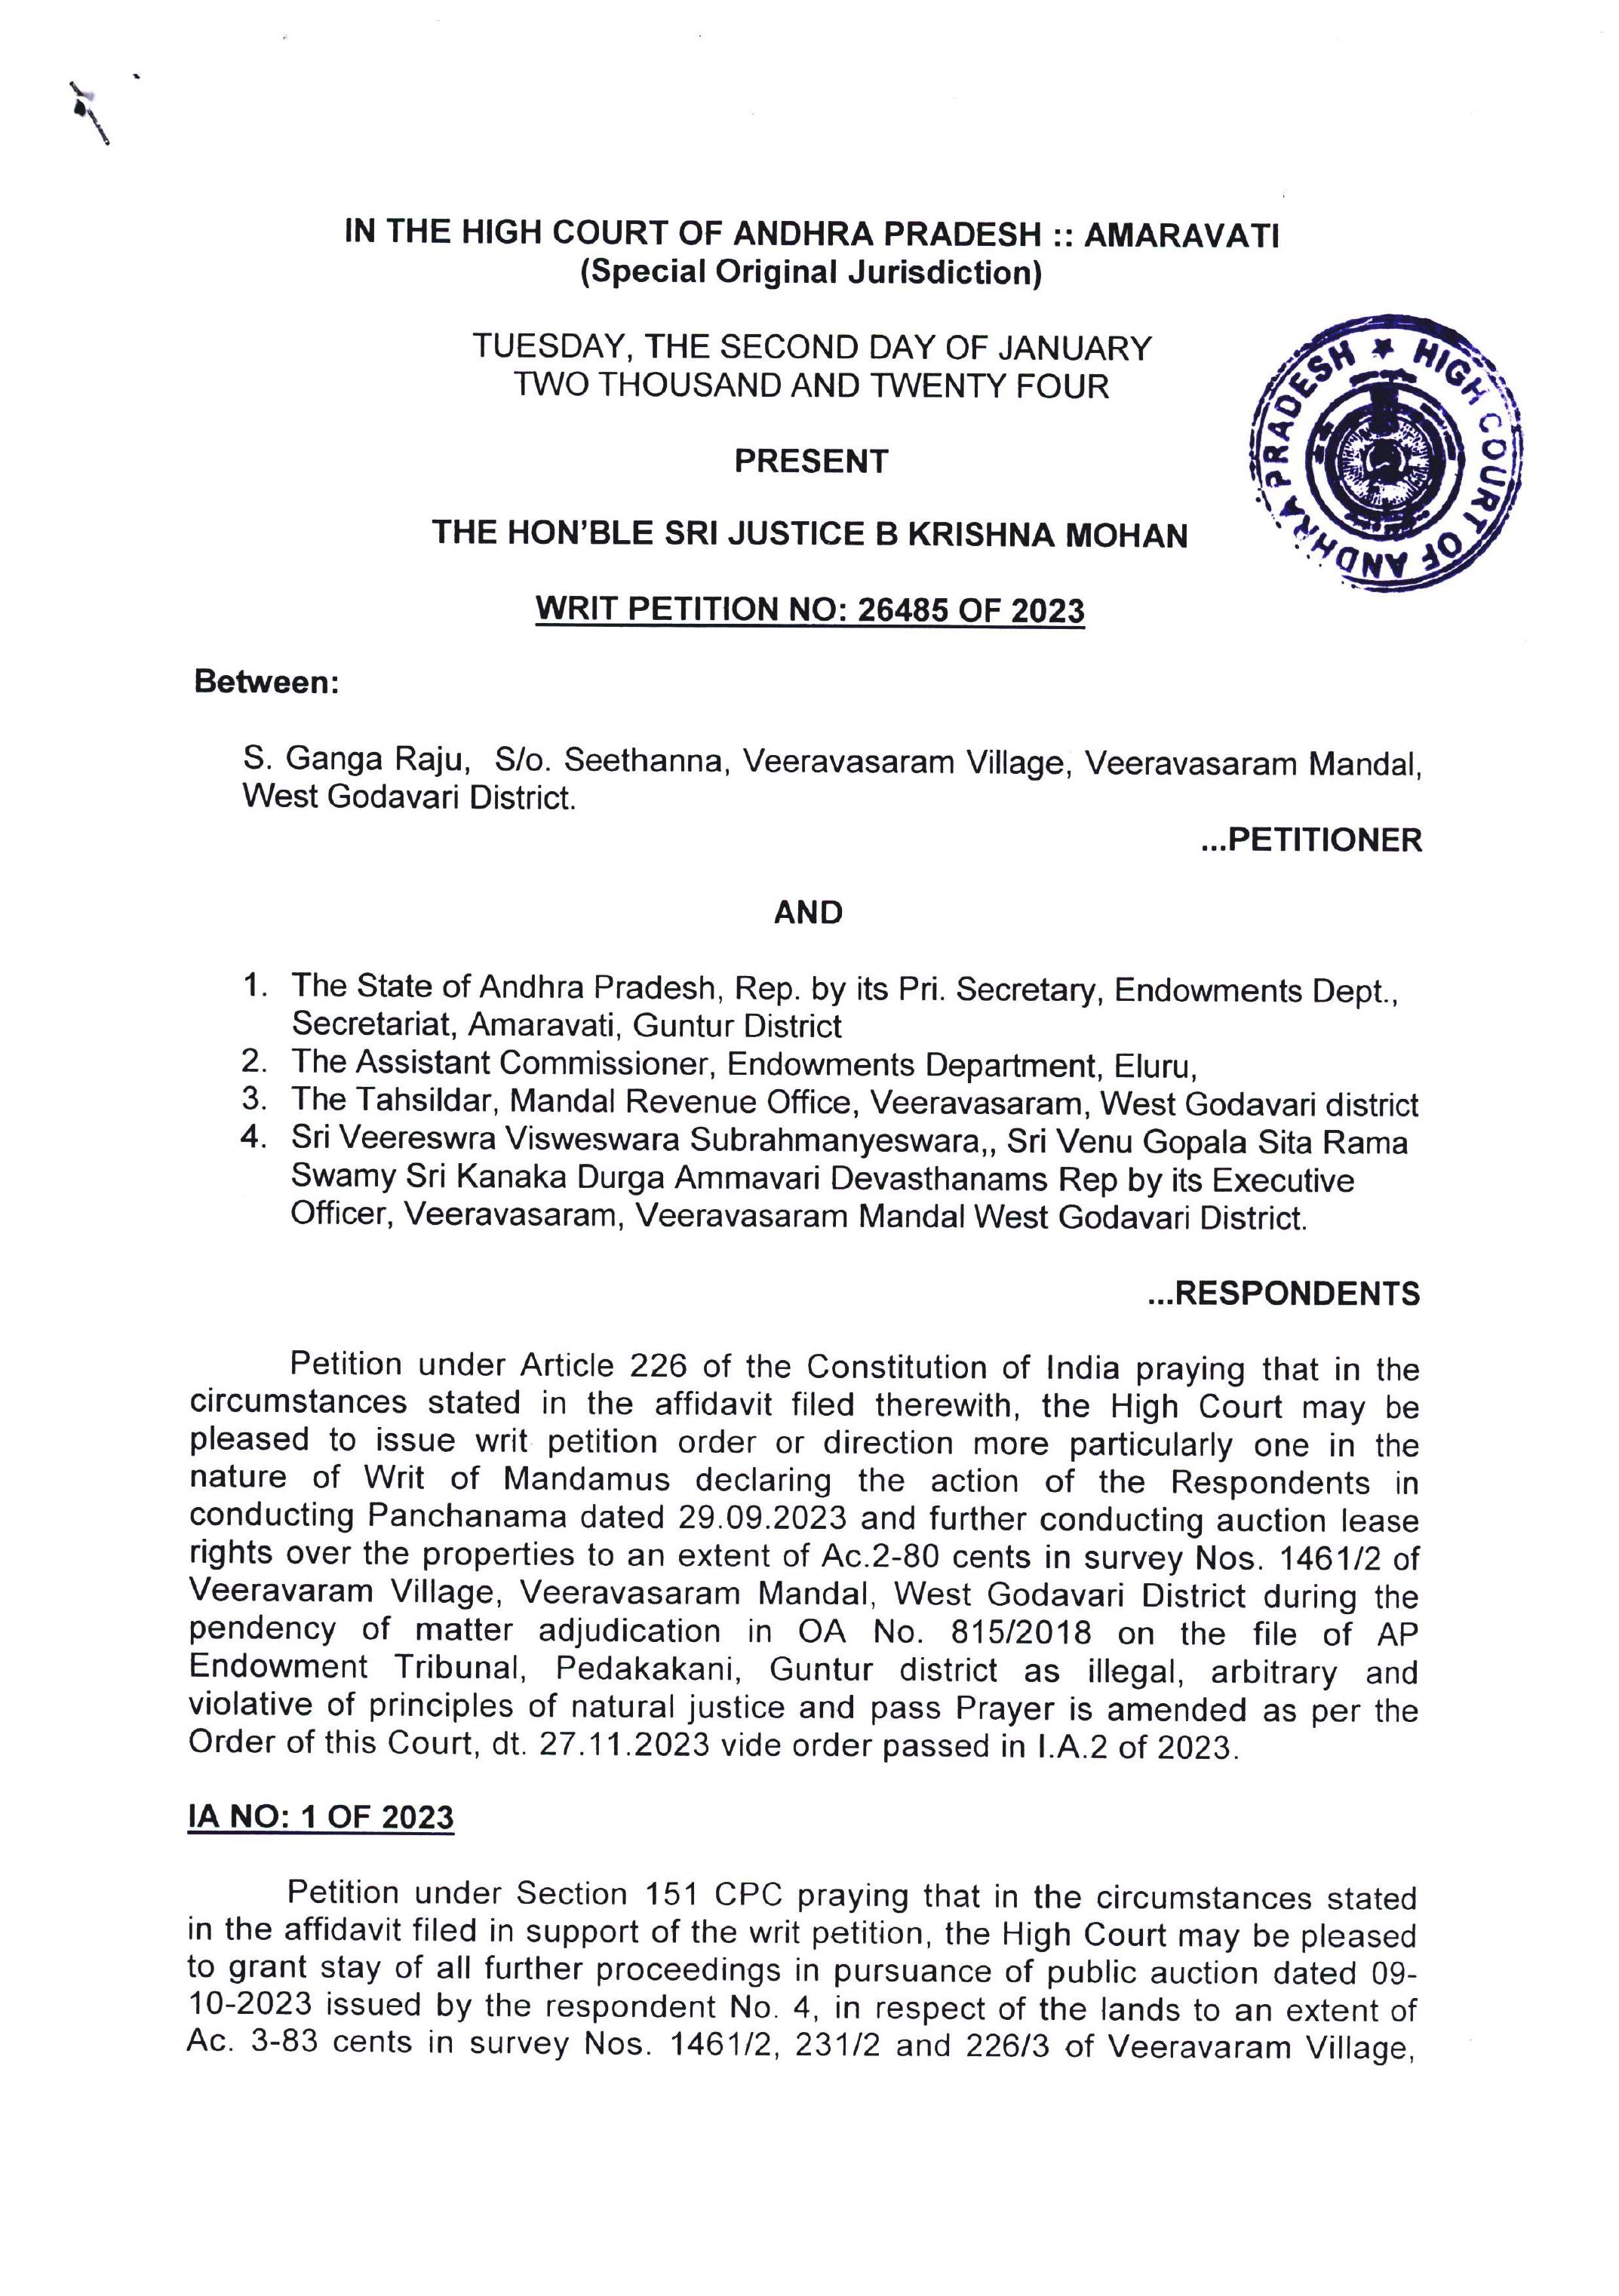 IN THE HIGH COURT OF ANDHRA PRADESH :: AMARAVATI
(Special Original Jurisdiction)
TUESDAY, THE SECOND DAY OF JANUARY
TWO THOUSAND AND TWENTY FOUR
HIGH COURT OF ANDHRA PRADESH
PRESENT
THE HON'BLE SRI JUSTICE B KRISHNA MOHAN
WRIT PETITION NO: 26485 OF 2023
Between:
S. Ganga Raju, S/o. Seethanna, Veeravasaram Village, Veeravasaram Mandal,
West Godavari District.
...PETITIONER
AND
1. The State of Andhra Pradesh, Rep. by its Pri. Secretary, Endowments Dept.,
Secretariat, Amaravati, Guntur District
2. The Assistant Commissioner, Endowments Department, Eluru,
3. The Tahsildar, Mandal Revenue Office, Veeravasaram, West Godavari district
4. Sri Veereswra Visweswara Subrahmanyeswara,, Sri Venu Gopala Sita Rama
Swamy Sri Kanaka Durga Ammavari Devasthanams Rep by its Executive
Officer, Veeravasaram, Veeravasaram Mandal West Godavari District.
...RESPONDENTS
Petition under Article 226 of the Constitution of India praying that in the
circumstances stated in the affidavit filed therewith, the High Court may be
pleased to issue writ petition order or direction more particularly one in the
nature of Writ of Mandamus declaring the action of the Respondents in
conducting Panchanama dated 29.09.2023 and further conducting auction lease
rights over the properties to an extent of Ac.2-80 cents in survey Nos. 1461/2 of
Veeravaram Village, Veeravasaram Mandal, West Godavari District during the
pendency of matter adjudication in OA No. 815/2018 on the file of AP
Endowment Tribunal, Pedakakani, Guntur district as illegal, arbitrary and
violative of principles of natural justice and pass Prayer is amended as per the
Order of this Court, dt. 27.11.2023 vide order passed in I.A.2 of 2023.
IA NO: 1 OF 2023
Petition under Section 151 CPC praying that in the circumstances stated
in the affidavit filed in support of the writ petition, the High Court may be pleased
to grant stay of all further proceedings in pursuance of public auction dated 09-
10-2023 issued by the respondent No. 4, in respect of the lands to an extent of
Ac. 3-83 cents in survey Nos. 1461/2, 231/2 and 226/3 of Veeravaram Village,